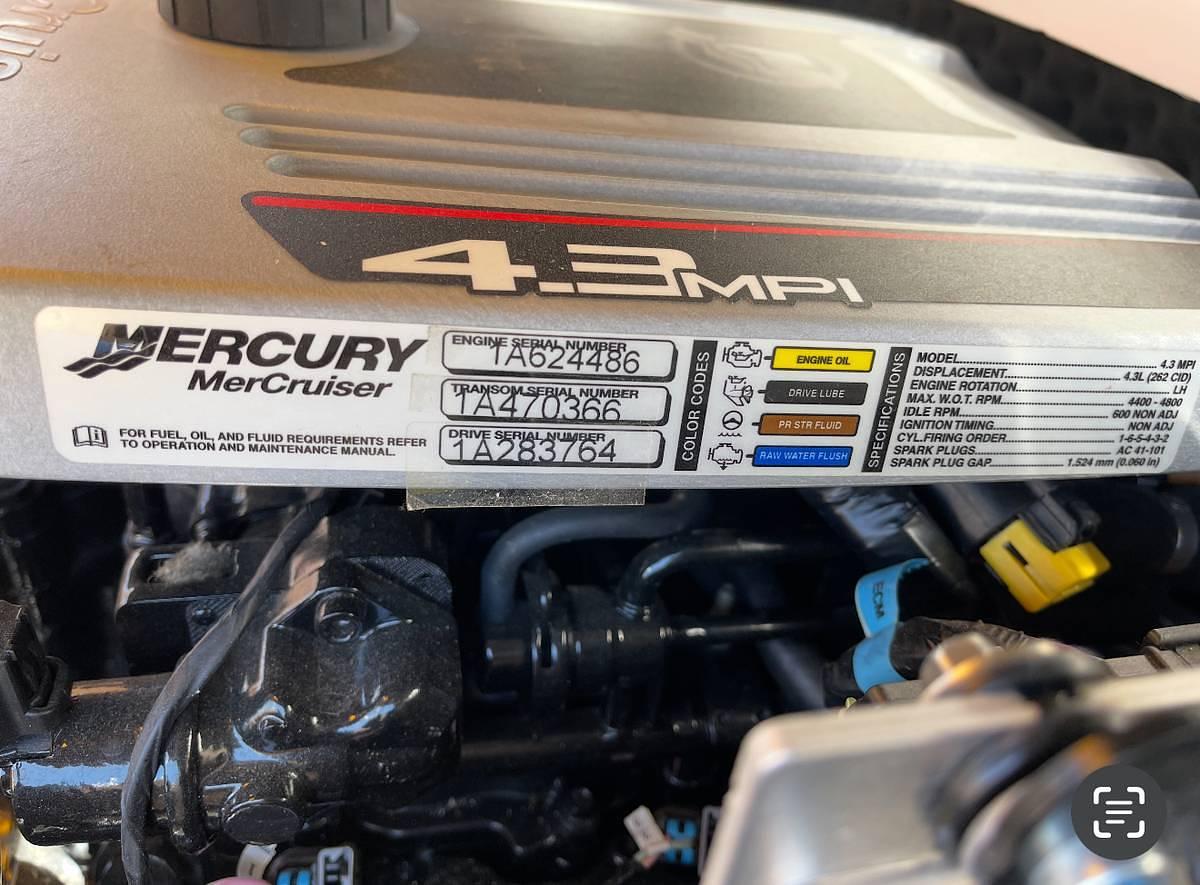 4.3 MPI
MERCURY
MerCruiser
FOR FUEL, OIL, AND FLUID REQUIREMENTS REFER
TO OPERATION AND MAINTENANCE MANUAL.
ENGINE SERIAL NUMBER
1A624486
TRANSOM SERIAL NUMBER
1A470366
DRIVE SERIAL NUMBER
1A283764
COLOR CODES
ENGINE OIL
DRIVE LUBE
PR STR FLUID
RAW WATER FLUSH
SPECIFICATIONS
MODEL 4.3 MPI
DISPLACEMENT 4.3L (262 CID)
ENGINE ROTATION LH
MAX. W.O.T. RPM 4400 - 4800
IDLE RPM 600 NON ADJ
IGNITION TIMING NON ADJ
CYL.FIRING ORDER 1-6-5-4-3-2
SPARK PLUGS AC 41-101
SPARK PLUG GAP 1.524 mm (0.060 in)
ECM